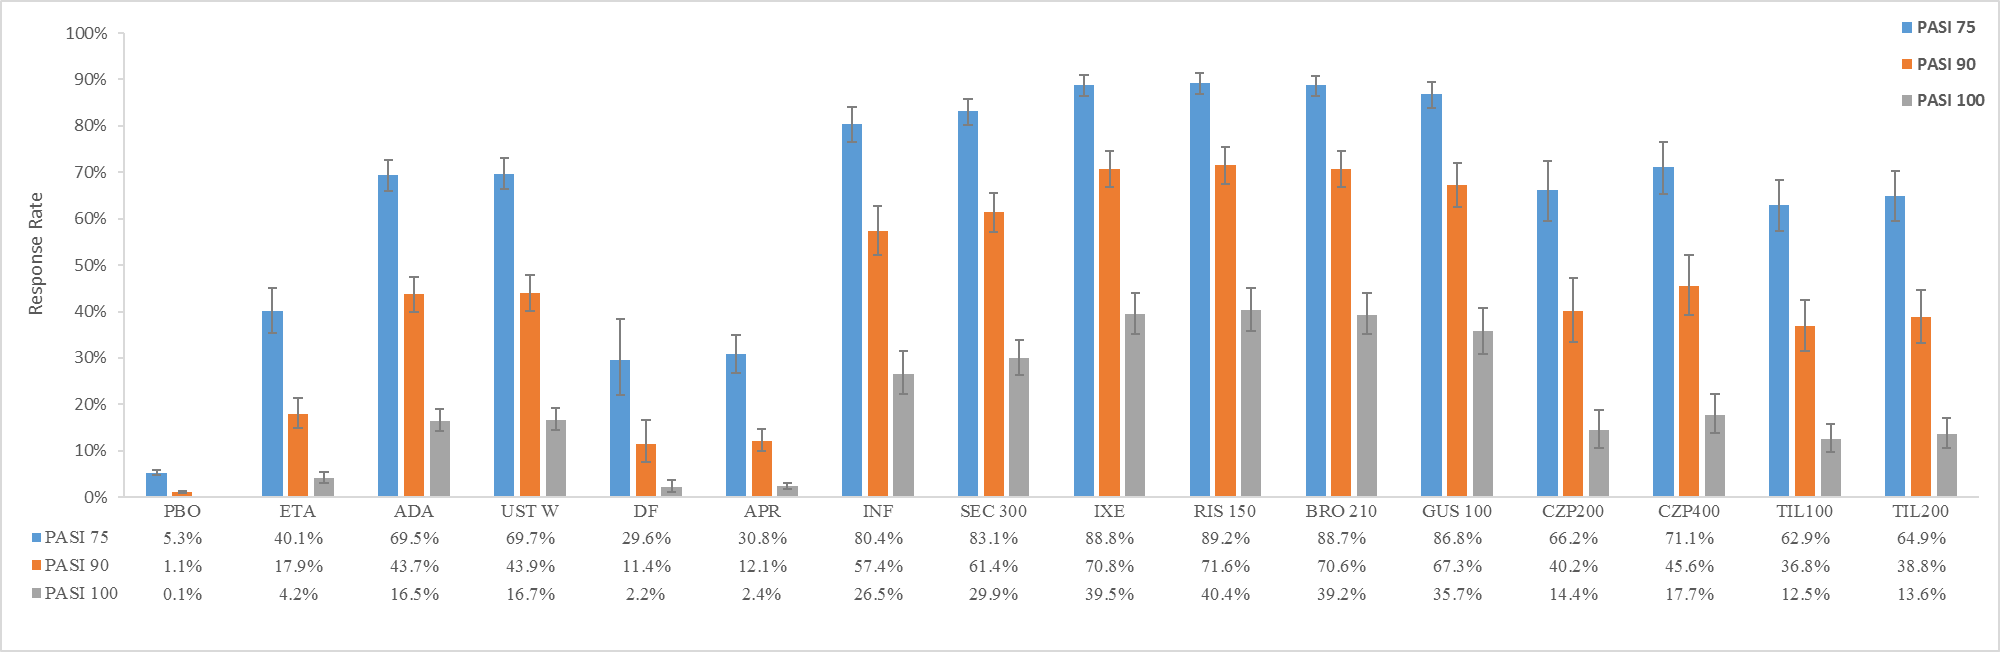 100%
90%
80%
70%
60%
50%
40%
30%
20%
10%
0%
Response Rate
PASI 75
PASI 90
PASI 100
PBO ETA ADA UST W DF APR INF SEC 300 IXE RIS 150 BRO 210 GUS 100 CZP200 CZP400 TIL100 TIL200
PASI 75 5.3% 40.1% 69.5% 69.7% 29.6% 30.8% 80.4% 83.1% 88.8% 89.2% 88.7% 86.8% 66.2% 71.1% 62.9% 64.9%
PASI 90 1.1% 17.9% 43.7% 43.9% 11.4% 12.1% 57.4% 61.4% 70.8% 71.6% 70.6% 67.3% 40.2% 45.6% 36.8% 38.8%
PASI 100 0.1% 4.2% 16.5% 16.7% 2.2% 2.4% 26.5% 29.9% 39.5% 40.4% 39.2% 35.7% 14.4% 17.7% 12.5% 13.6%